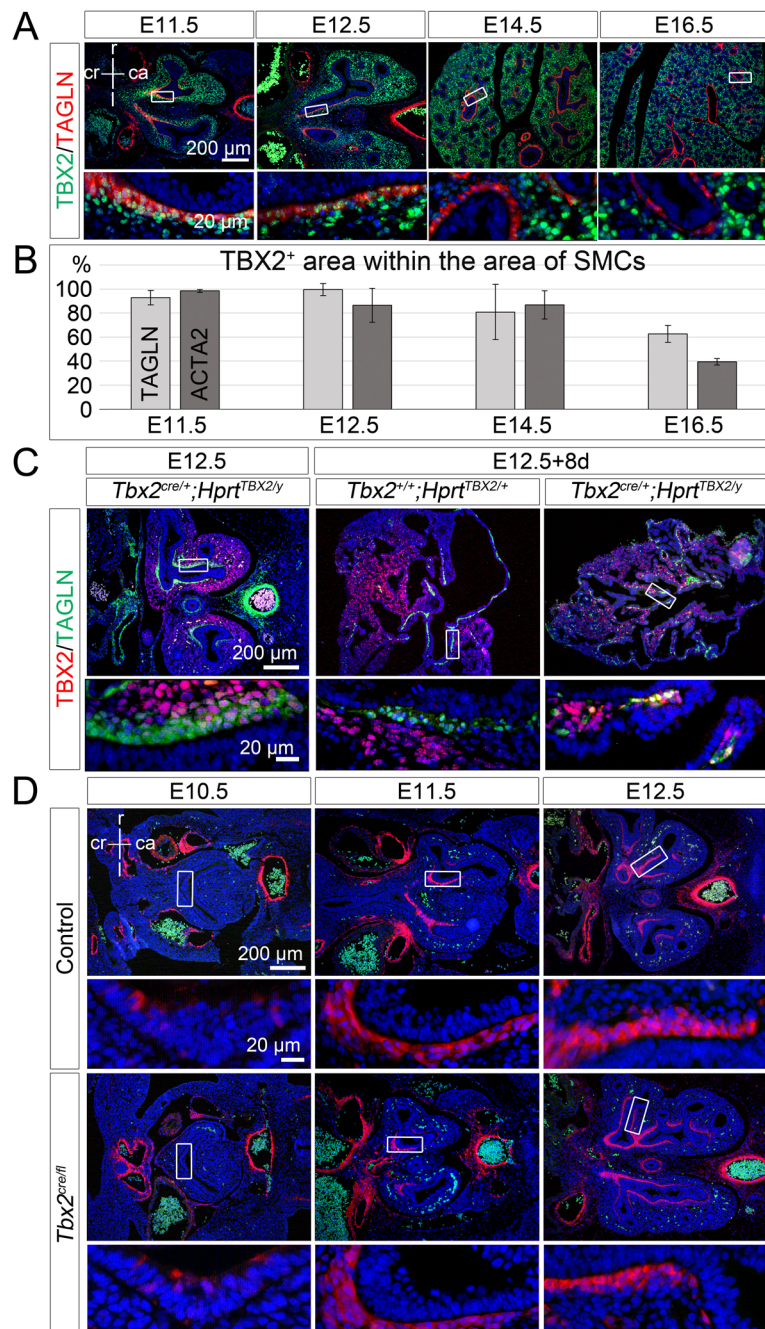 A
E11.5
E12.5
E14.5
E16.5
TBX2/TAGLN
r
cr
ca
l
200 µm
20 µm
B
%
TBX2+ area within the area of SMCs
100
80
60
40
20
0
TAGLN
ACTA2
E11.5
E12.5
E14.5
E16.5
C
E12.5
E12.5+8d
Tbx2cre/+;HprtTBX2/y
Tbx2+/+;HprtTBX2/+
Tbx2cre/+;HprtTBX2/y
TBX2/TAGLN
200 µm
20 µm
D
E10.5
E11.5
E12.5
Control
r
cr
ca
l
200 µm
20 µm
Tbx2cre/fl